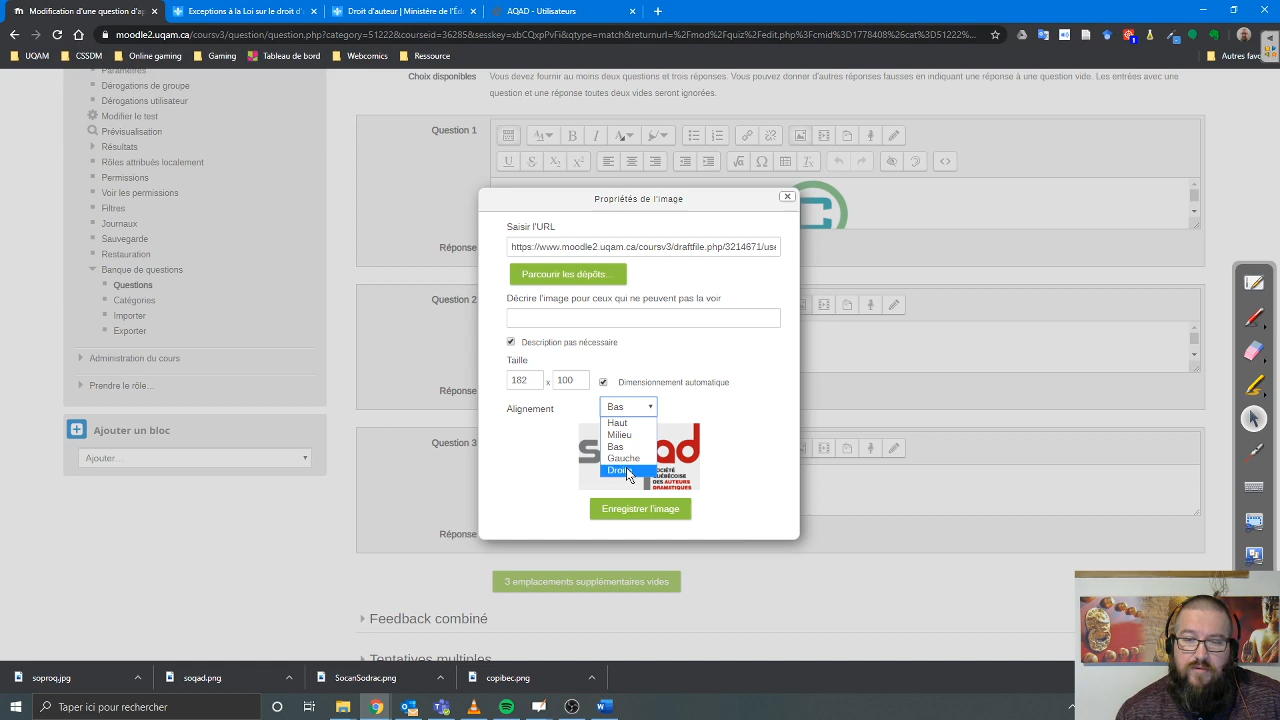 Modification d'une question d'ap
Exceptions à la Loi sur le droit d'
Droit d'auteur | Ministère de l'Éd
AQAD - Utilisateurs
moodle2.uqam.ca/coursv3/question/question.php?category=51222&courseid=36285&sesskey=xbCQxpPvFi&qtype=match&returnurl=%2Fmod%2Fquiz%2Fedit.php%3Fcmid%3D1778408%26cat%3D51222%...
UQAM
CSSDM
Online gaming
Gaming
Tableau de bord
Webcomics
Ressource
Autres favo
Paramètres
Dérogations de groupe
Dérogations utilisateur
Modifier le test
Prévisualisation
Résultats
Rôles attribués localement
Permissions
Voir les permissions
Filtres
Journaux
Sauvegarde
Restauration
Banque de questions
Questions
Catégories
Importer
Exporter
Administration du cours
Prendre le rôle...
Ajouter un bloc
Ajouter...
Choix disponibles
Vous devez fournir au moins deux questions et trois réponses. Vous pouvez donner d'autres réponses fausses en indiquant une réponse à une question vide. Les entrées avec une
question et une réponse toutes deux vides seront ignorées.
Question 1
Réponse
Question 2
Réponse
Question 3
Réponse
Propriétés de l'image
Saisir l'URL
https://www.moodle2.uqam.ca/coursv3/draftfile.php/3214671/use
Parcourir les dépôts...
Décrire l'image pour ceux qui ne peuvent pas la voir
Description pas nécessaire
Taille
182 x 100
Dimensionnement automatique
Alignement
Bas
Haut
Milieu
Bas
Gauche
Droite
SOCIÉTÉ
QUÉBÉCOISE
DES AUTEURS
DRAMATIQUES
Enregistrer l'image
3 emplacements supplémentaires vides
Feedback combiné
Tentatives multiples
soproq.jpg
soqad.png
SocanSodrac.png
copibec.png
Taper ici pour rechercher